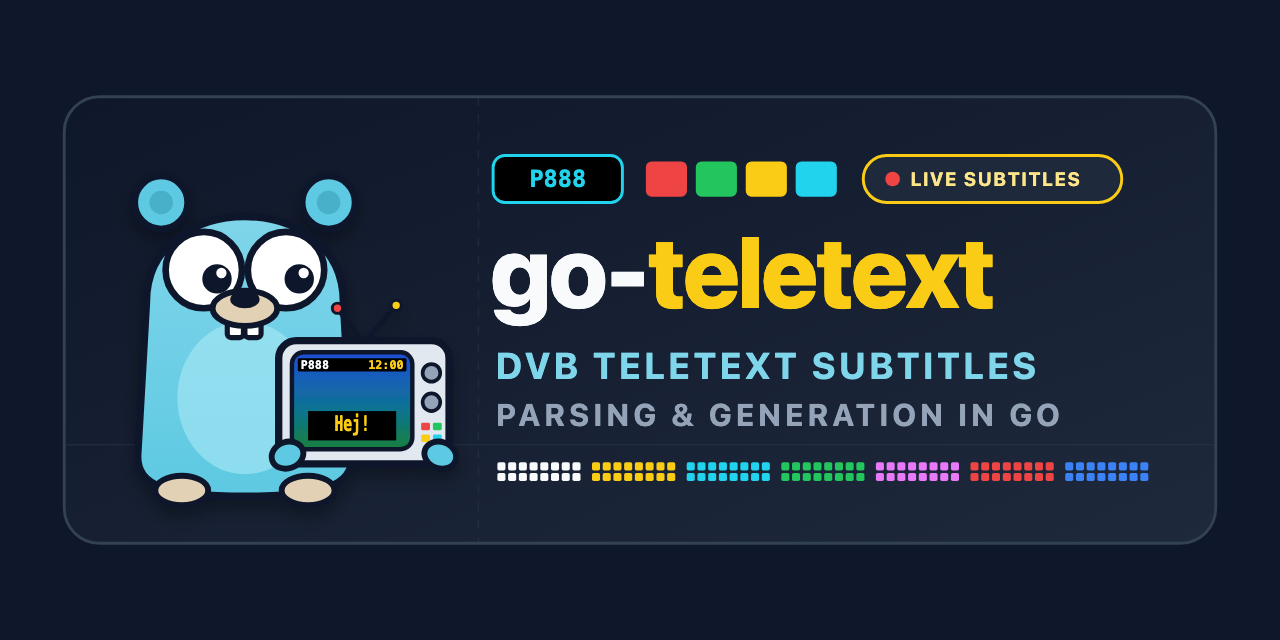 P888 LIVE SUBTITLES
go-teletext
DVB TELETEXT SUBTITLES
PARSING & GENERATION IN GO
P888 12:00
Hej!